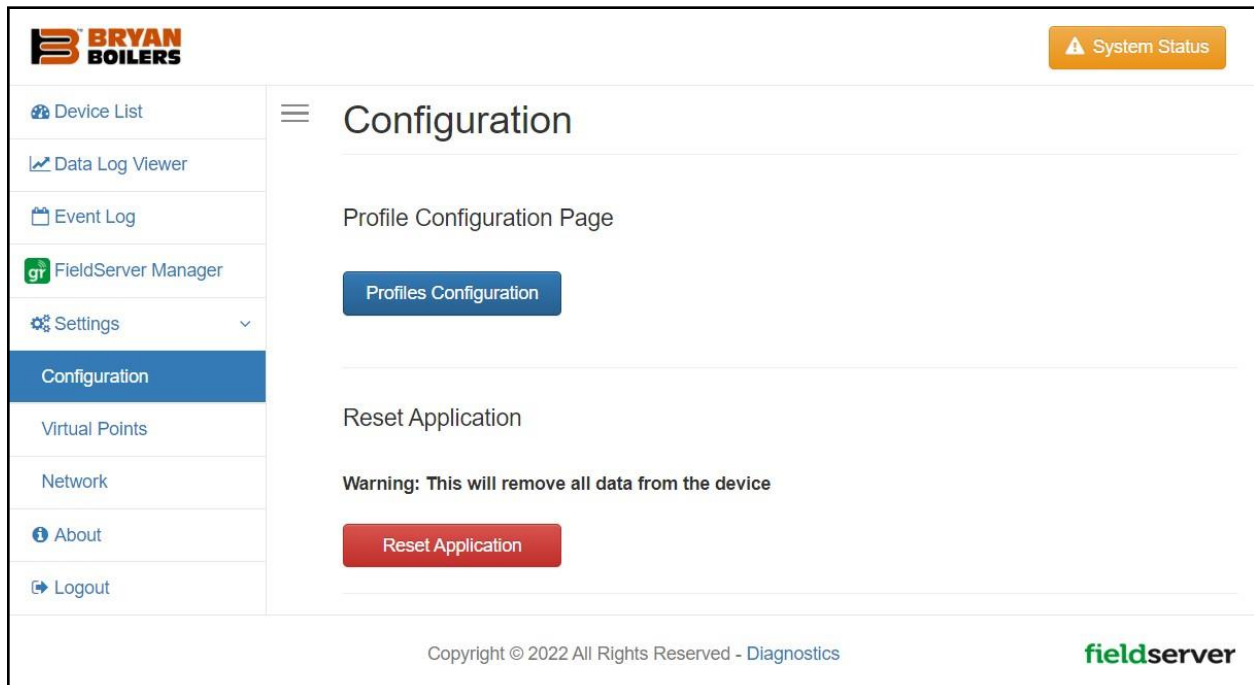 BRYAN
BOILERS
System Status
Device List
Data Log Viewer
Event Log
gr FieldServer Manager
Settings
Configuration
Virtual Points
Network
About
Logout
Configuration
Profile Configuration Page
Profiles Configuration
Reset Application
Warning: This will remove all data from the device
Reset Application
Copyright © 2022 All Rights Reserved - Diagnostics
fieldserver